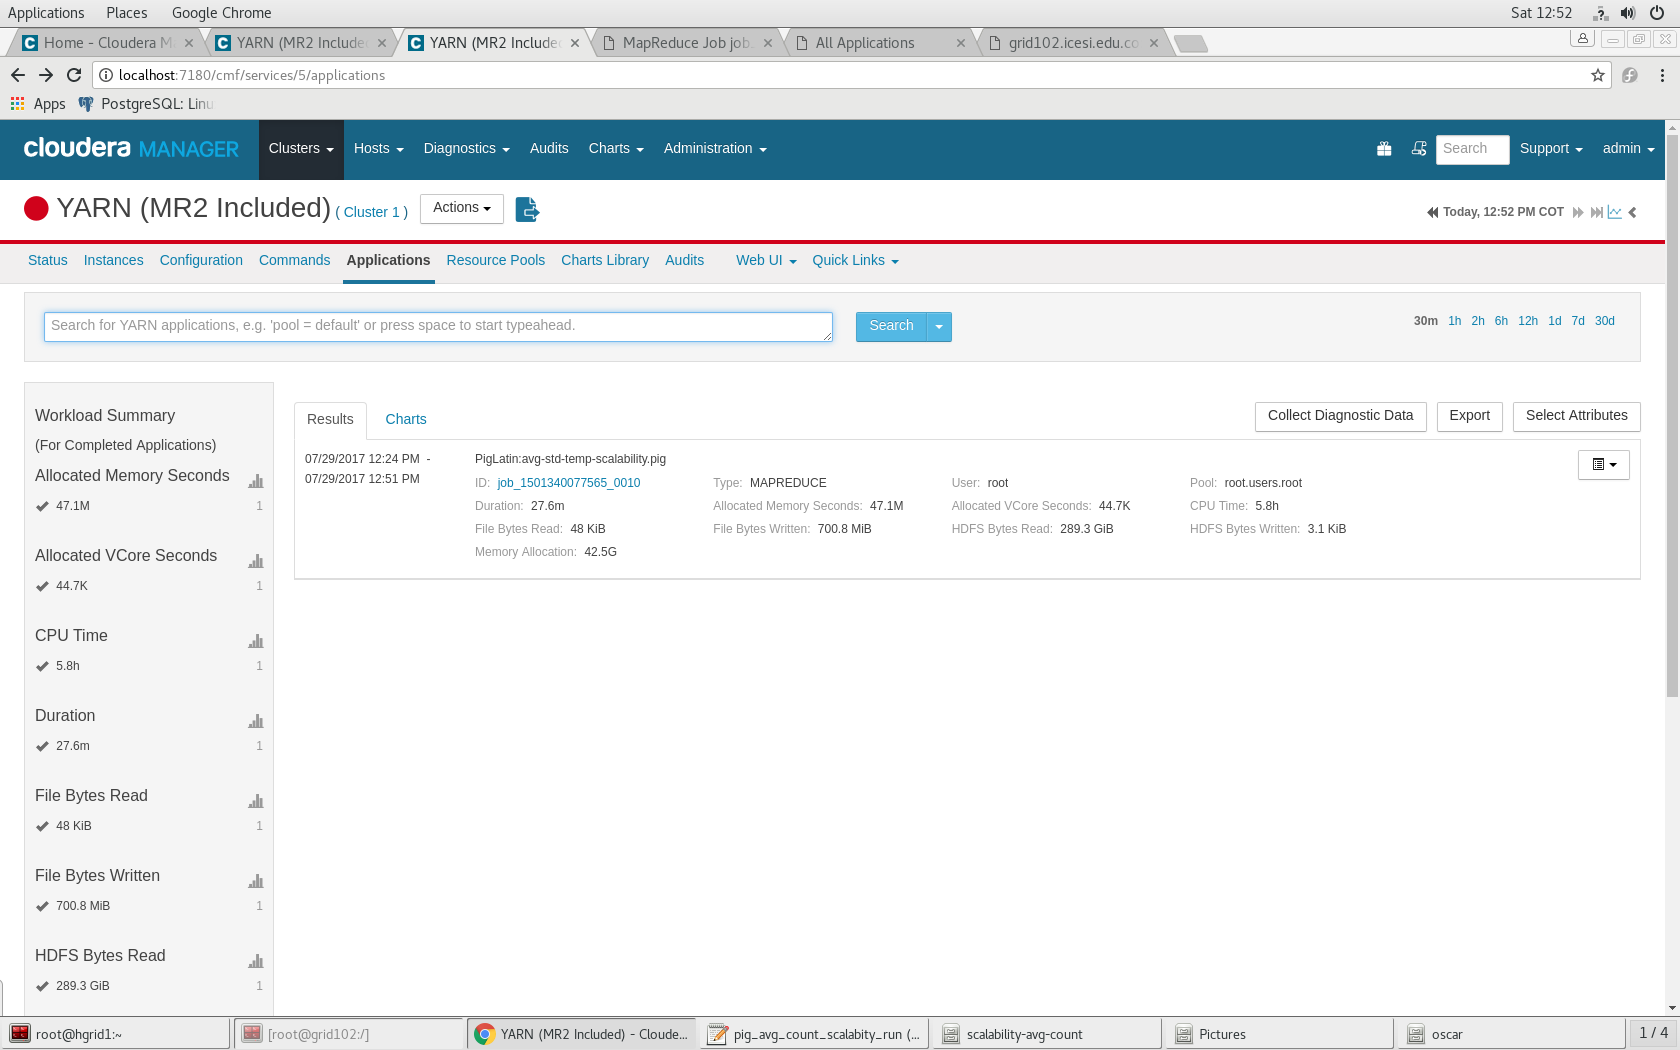 Applications Places Google Chrome Sat 12:52
Home - Cloudera M YARN (MR2 Include YARN (MR2 Include MapReduce Job job_ All Applications grid102.icesi.edu.co
localhost:7180/cmf/services/5/applications
Apps PostgreSQL: Linu
cloudera MANAGER Clusters Hosts Diagnostics Audits Charts Administration Search Support admin
YARN (MR2 Included) ( Cluster 1 ) Actions Today, 12:52 PM COT
Status Instances Configuration Commands Applications Resource Pools Charts Library Audits Web UI Quick Links
Search for YARN applications, e.g. 'pool = default' or press space to start typeahead. Search 30m 1h 2h 6h 12h 1d 7d 30d
Workload Summary
(For Completed Applications)
Allocated Memory Seconds
47.1M 1
Allocated VCore Seconds
44.7K 1
CPU Time
5.8h 1
Duration
27.6m 1
File Bytes Read
48 KiB 1
File Bytes Written
700.8 MiB 1
HDFS Bytes Read
289.3 GiB 1
Results Charts Collect Diagnostic Data Export Select Attributes
07/29/2017 12:24 PM - PigLatin:avg-std-temp-scalability.pig
07/29/2017 12:51 PM
ID: job_1501340077565_0010 Type: MAPREDUCE User: root Pool: root.users.root
Duration: 27.6m Allocated Memory Seconds: 47.1M Allocated VCore Seconds: 44.7K CPU Time: 5.8h
File Bytes Read: 48 KiB File Bytes Written: 700.8 MiB HDFS Bytes Read: 289.3 GiB HDFS Bytes Written: 3.1 KiB
Memory Allocation: 42.5G
root@hgrid1:~ [root@grid102:/] YARN (MR2 Included) - Cloude... pig_avg_count_scalabity_run (... scalability-avg-count Pictures oscar 1 / 4